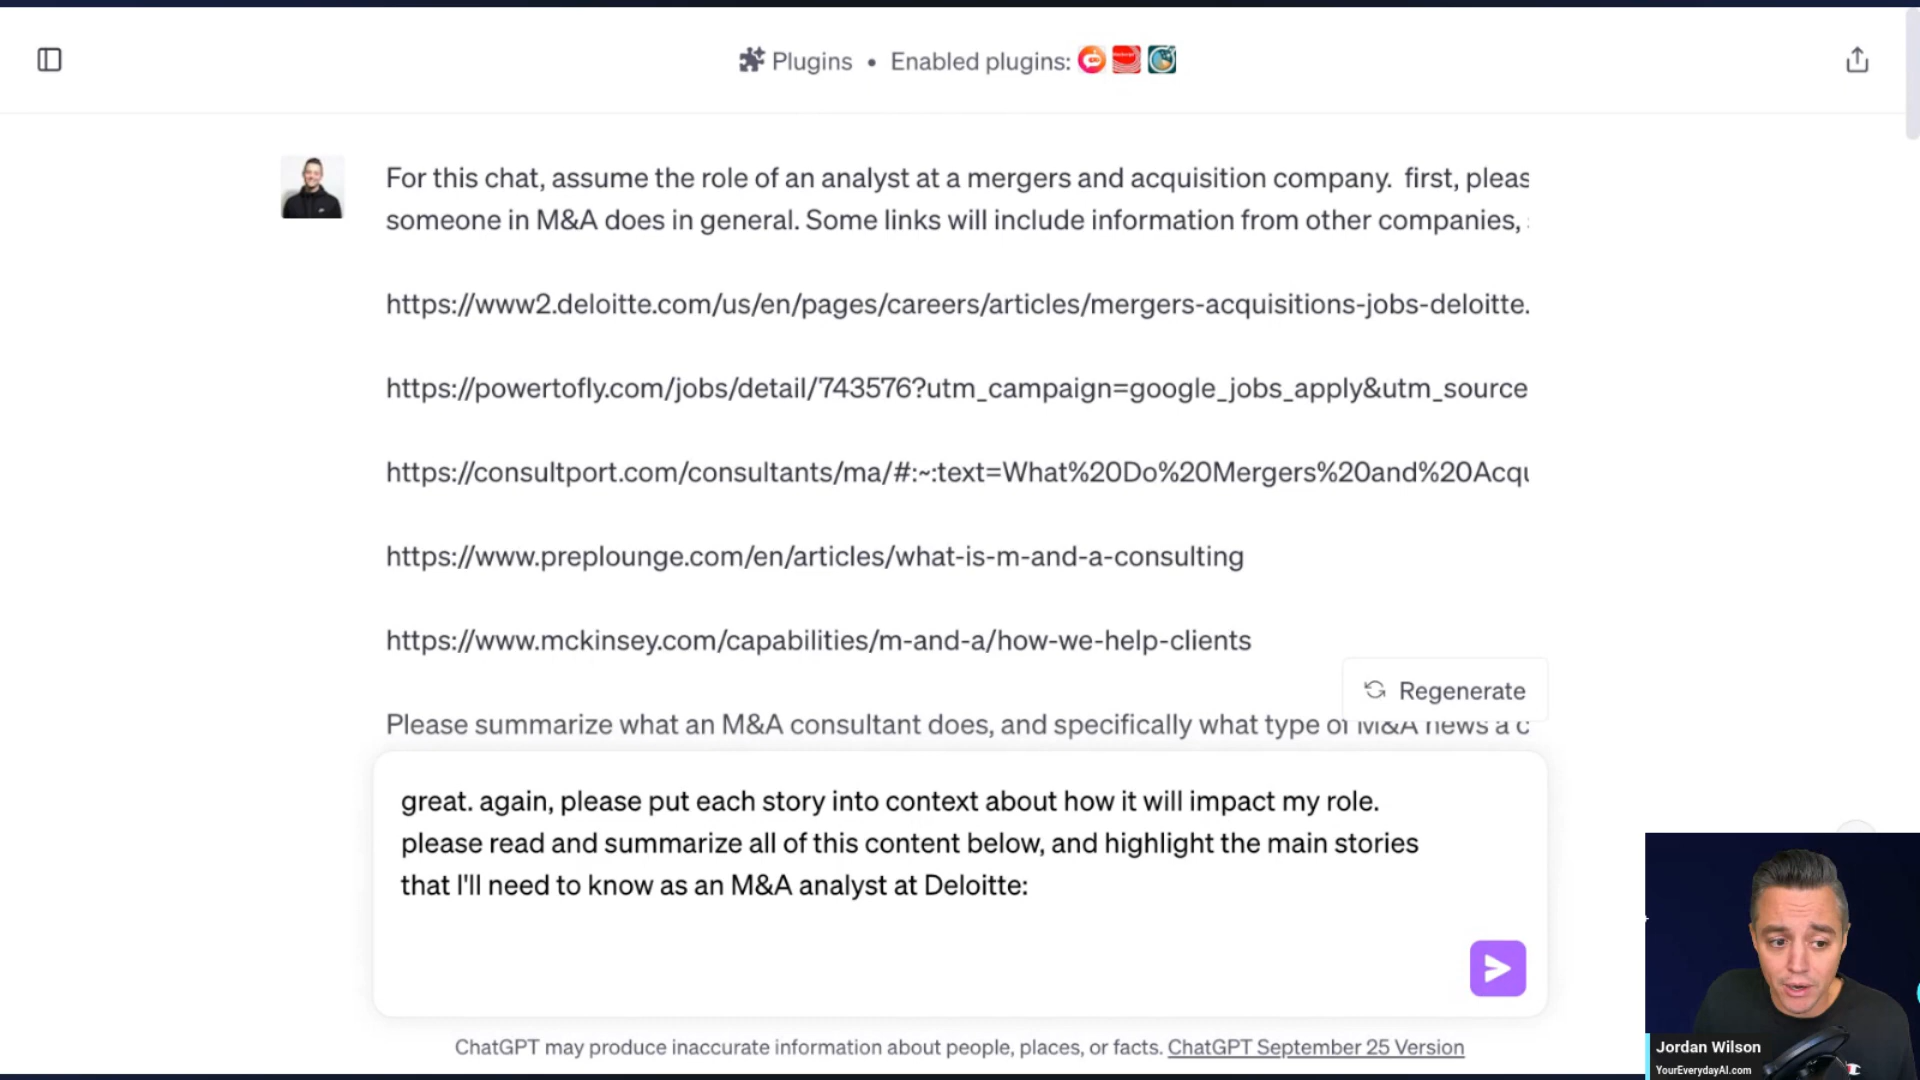 Plugins • Enabled plugins:
For this chat, assume the role of an analyst at a mergers and acquisition company. first, pleas
someone in M&A does in general. Some links will include information from other companies,
https://www2.deloitte.com/us/en/pages/careers/articles/mergers-acquisitions-jobs-deloitte.
https://powertofly.com/jobs/detail/743576?utm_campaign=google_jobs_apply&utm_source
https://consultport.com/consultants/ma/#:~:text=What%20Do%20Mergers%20and%20Acqu
https://www.preplounge.com/en/articles/what-is-m-and-a-consulting
https://www.mckinsey.com/capabilities/m-and-a/how-we-help-clients
Regenerate
Please summarize what an M&A consultant does, and specifically what type of M&A news a c
great. again, please put each story into context about how it will impact my role.
please read and summarize all of this content below, and highlight the main stories
that I'll need to know as an M&A analyst at Deloitte:
ChatGPT may produce inaccurate information about people, places, or facts. ChatGPT September 25 Version
Jordan Wilson
YourEverydayAI.com